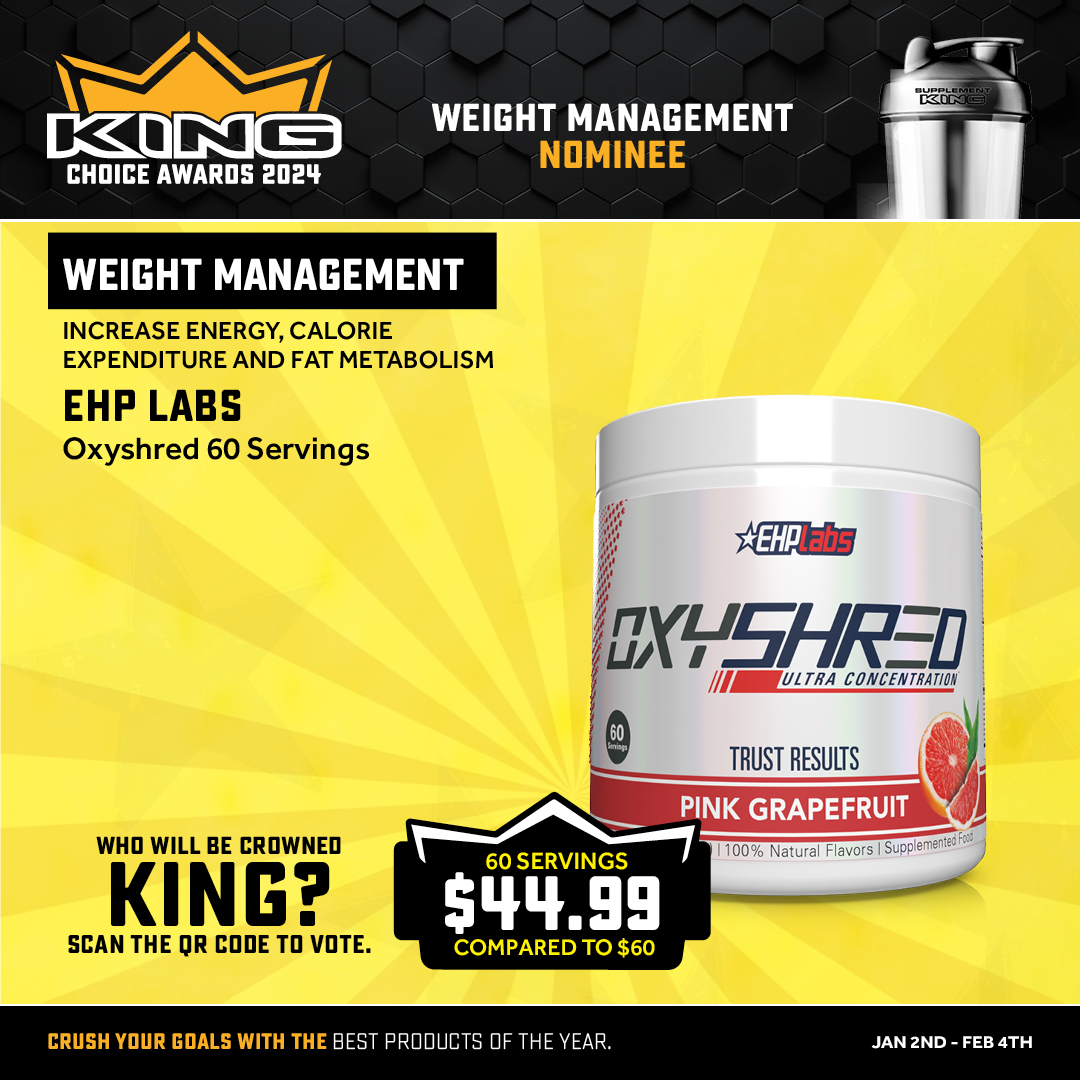 KING
CHOICE AWARDS 2024
WEIGHT MANAGEMENT
NOMINEE
SUPPLEMENT
KING
WEIGHT MANAGEMENT
INCREASE ENERGY, CALORIE
EXPENDITURE AND FAT METABOLISM
EHP LABS
Oxyshred 60 Servings
EHPLabs
OXYSHRED
ULTRA CONCENTRATION
60
Servings
TRUST RESULTS
PINK GRAPEFRUIT
| 100% Natural Flavors | Supplemented Food
WHO WILL BE CROWNED
KING?
SCAN THE QR CODE TO VOTE.
60 SERVINGS
$44.99
COMPARED TO $60
CRUSH YOUR GOALS WITH THE BEST PRODUCTS OF THE YEAR.
JAN 2ND - FEB 4TH